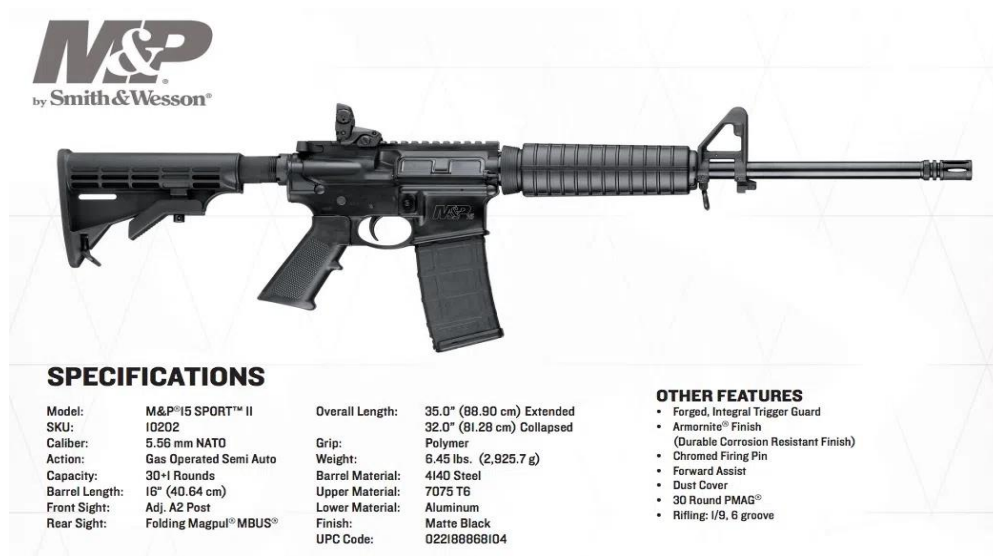 M&P®
by Smith&Wesson®
M&P15
SPECIFICATIONS
Model: M&P®15 SPORT™ II
SKU: 10202
Caliber: 5.56 mm NATO
Action: Gas Operated Semi Auto
Capacity: 30+1 Rounds
Barrel Length: 16" (40.64 cm)
Front Sight: Adj. A2 Post
Rear Sight: Folding Magpul® MBUS®
Overall Length: 35.0" (88.90 cm) Extended
32.0" (81.28 cm) Collapsed
Grip: Polymer
Weight: 6.45 lbs. (2,925.7 g)
Barrel Material: 4140 Steel
Upper Material: 7075 T6
Lower Material: Aluminum
Finish: Matte Black
UPC Code: 022188868104
OTHER FEATURES
• Forged, Integral Trigger Guard
• Armornite® Finish
(Durable Corrosion Resistant Finish)
• Chromed Firing Pin
• Forward Assist
• Dust Cover
• 30 Round PMAG®
• Rifling: 1/9, 6 groove